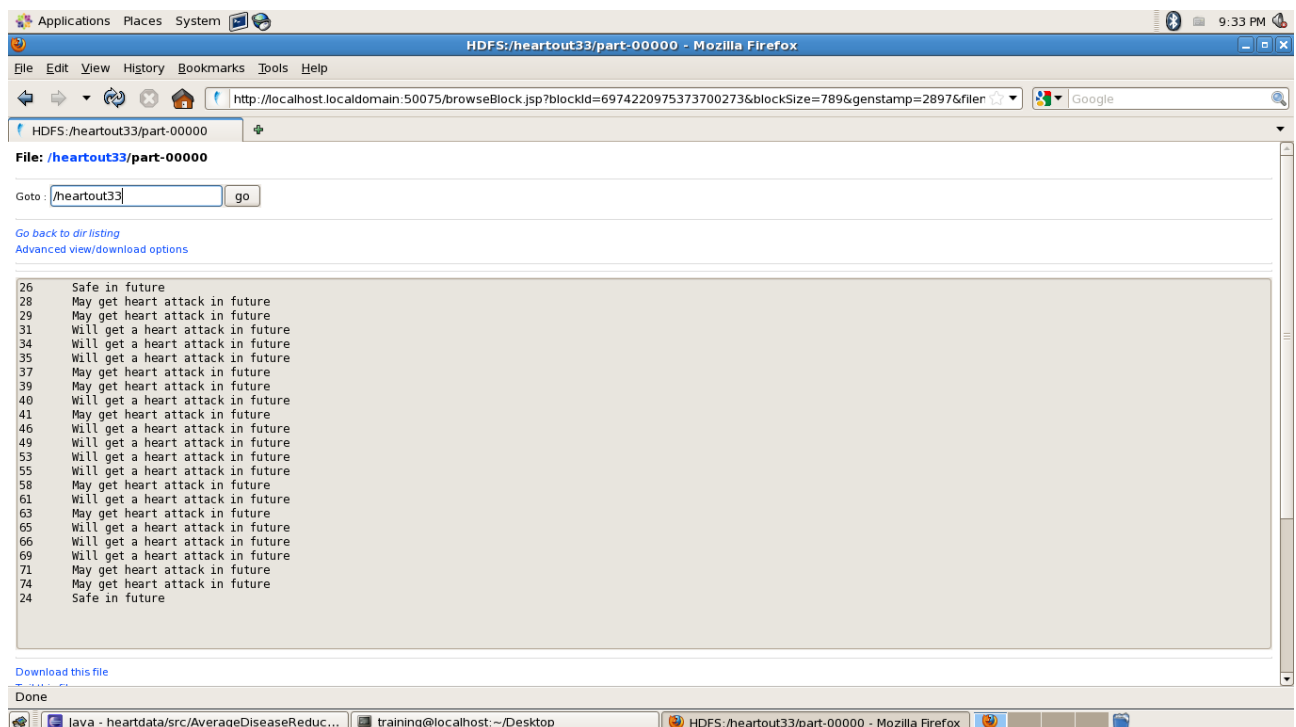 Applications Places System 9:33 PM
HDFS:/heartout33/part-00000 - Mozilla Firefox
File Edit View History Bookmarks Tools Help
http://localhost.localdomain:50075/browseBlock.jsp?blockId=6974220975373700273&blockSize=789&genstamp=2897&filen Google
HDFS:/heartout33/part-00000
File: /heartout33/part-00000
Goto : /heartout33 go
Go back to dir listing
Advanced view/download options
26 Safe in future
28 May get heart attack in future
29 May get heart attack in future
31 Will get a heart attack in future
34 Will get a heart attack in future
35 Will get a heart attack in future
37 May get heart attack in future
39 May get heart attack in future
40 Will get a heart attack in future
41 May get heart attack in future
46 Will get a heart attack in future
49 Will get a heart attack in future
53 Will get a heart attack in future
55 Will get a heart attack in future
58 May get heart attack in future
61 Will get a heart attack in future
63 May get heart attack in future
65 Will get a heart attack in future
66 Will get a heart attack in future
69 Will get a heart attack in future
71 May get heart attack in future
74 May get heart attack in future
24 Safe in future
Download this file
Done
Java - heartdata/src/AverageDiseaseReduc... training@localhost:~/Desktop HDFS:/heartout33/part-00000 - Mozilla Firefox